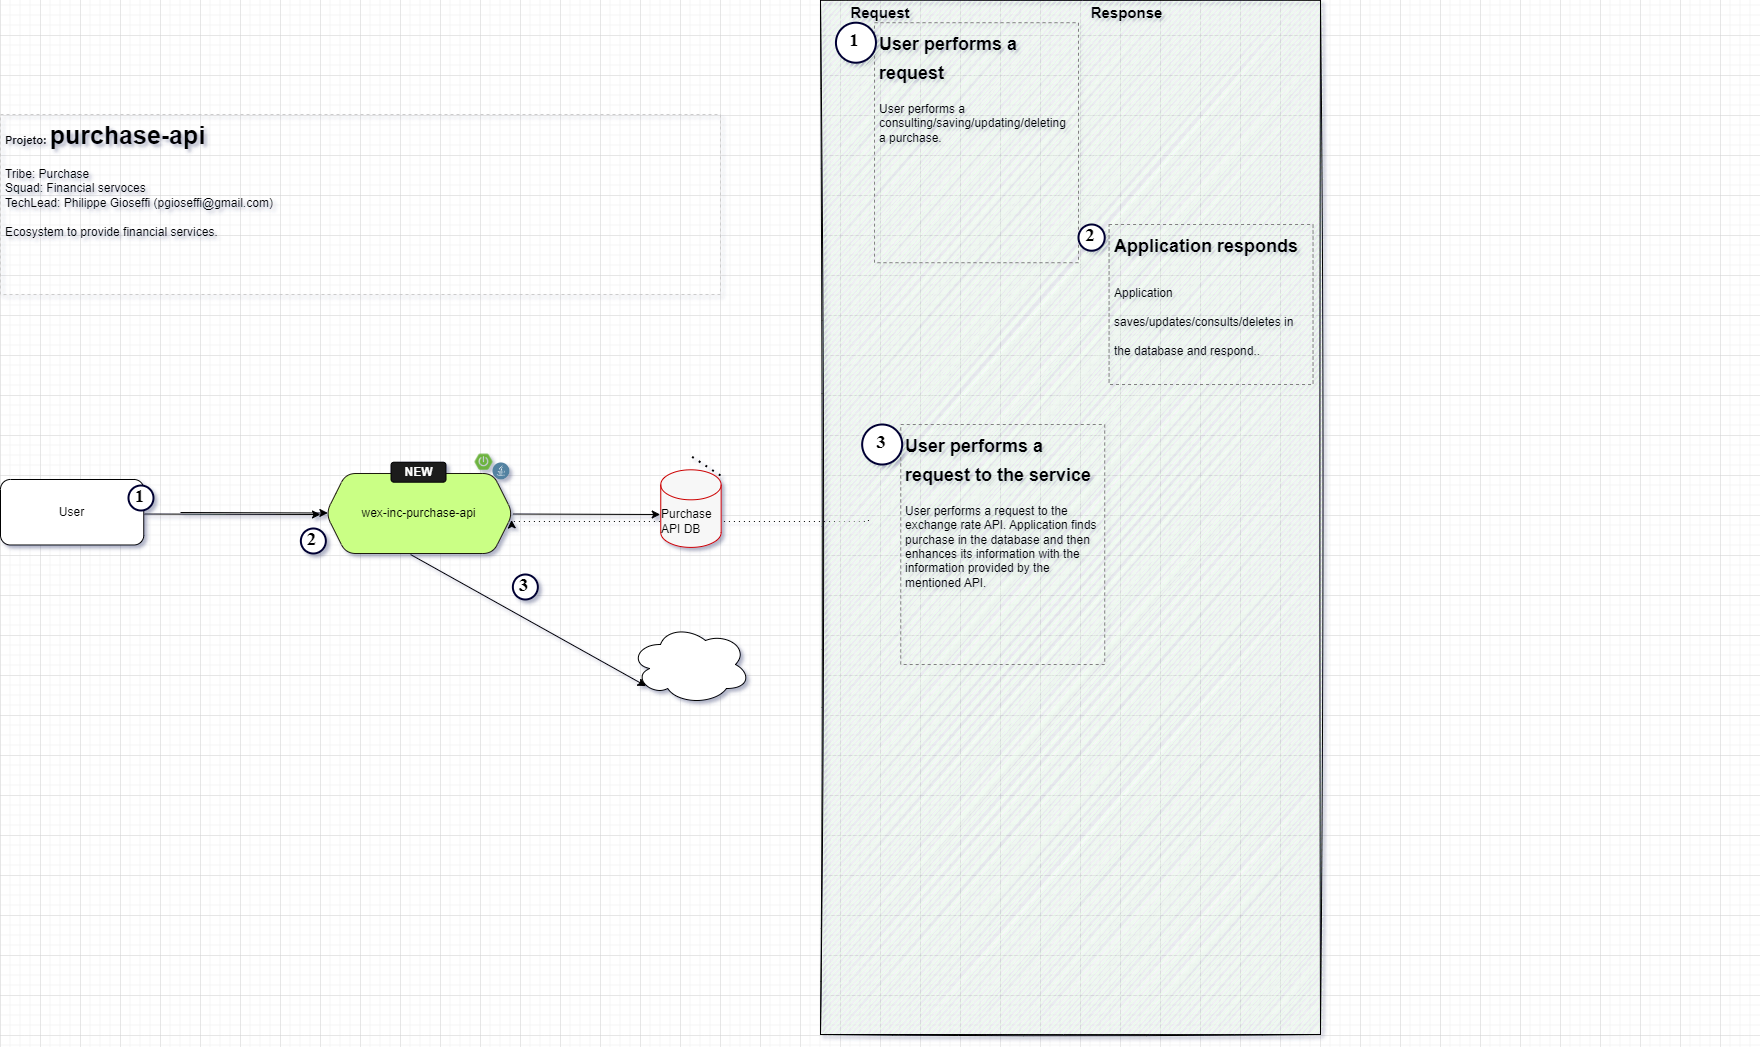 Projeto: purchase-api
Tribe: Purchase
Squad: Financial servoces
TechLead: Philippe Gioseffi (pgioseffi@gmail.com)
Ecosystem to provide financial services.
User
1
2
NEW
wex-inc-purchase-api
3
Purchase
API DB
Request
Response
1
User performs a
request
User performs a
consulting/saving/updating/deleting
a purchase.
2
Application responds
Application
saves/updates/consults/deletes in
the database and respond..
3
User performs a
request to the service
User performs a request to the
exchange rate API. Application finds
purchase in the database and then
enhances its information with the
information provided by the
mentioned API.